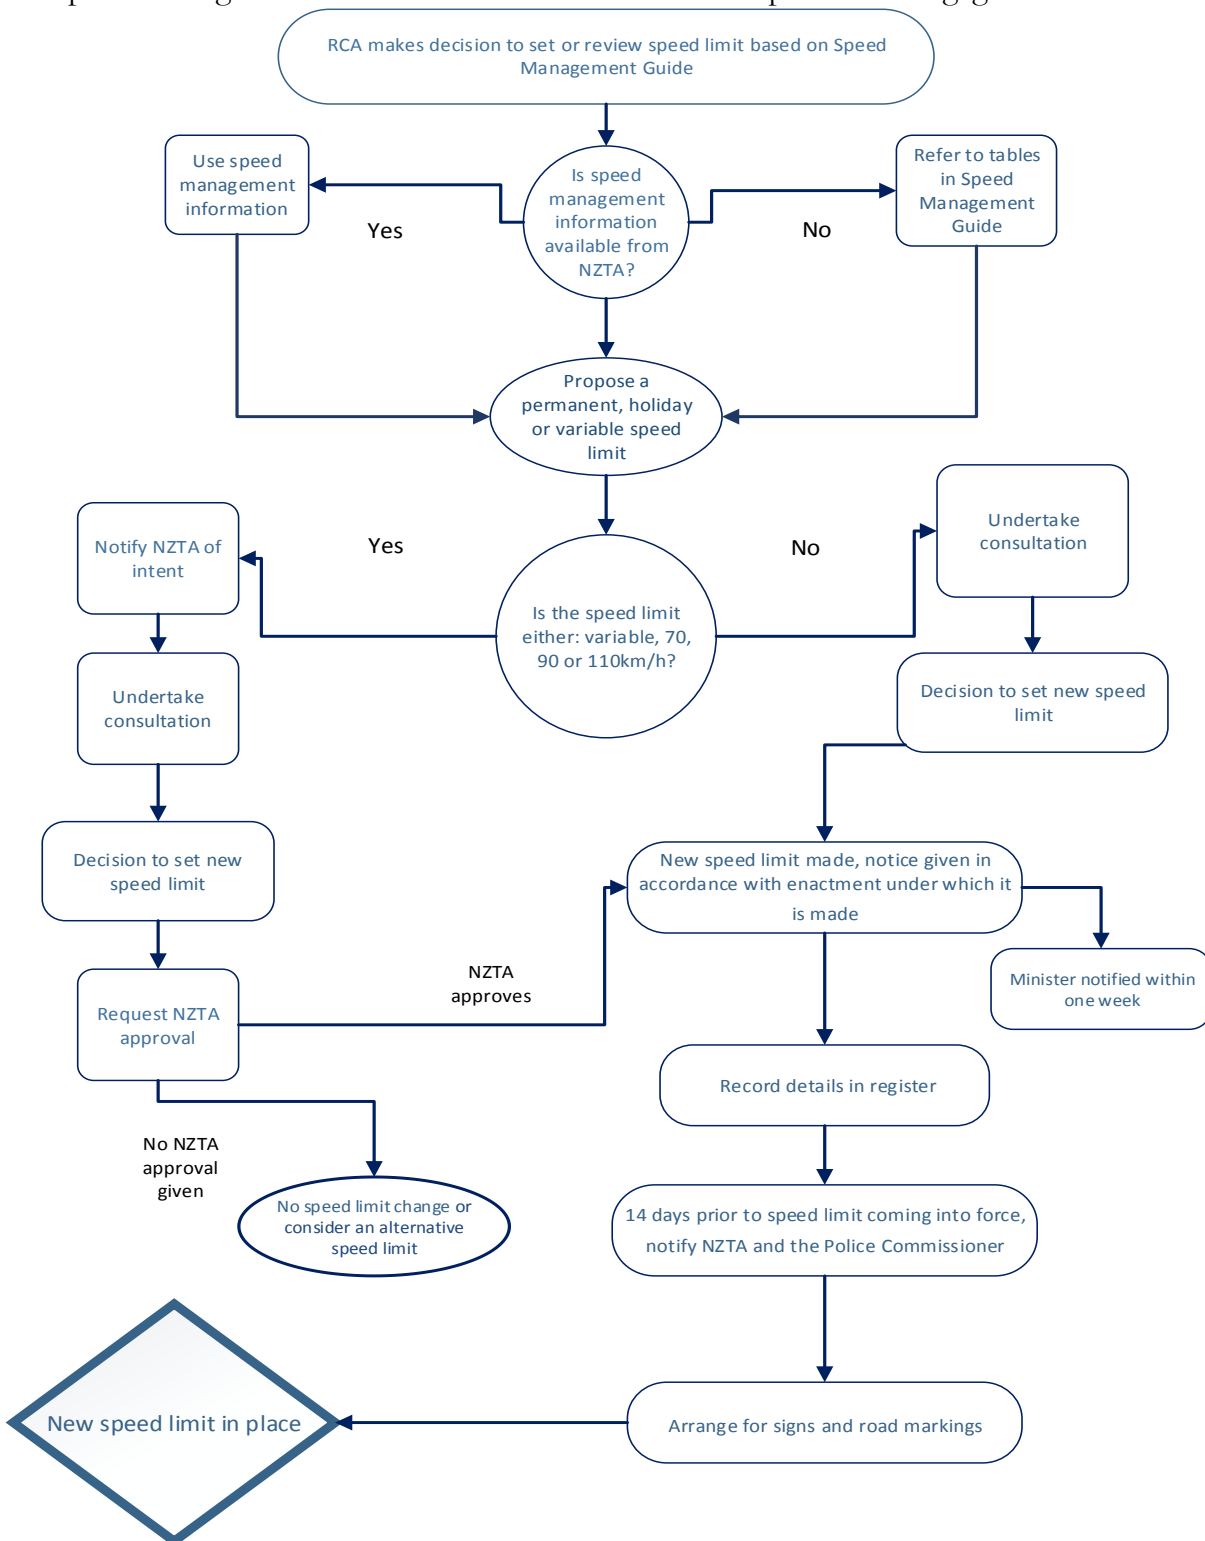 RCA makes decision to set or review speed limit based on Speed
Management Guide
Use speed
management
information
Is speed
management
information
available from
NZTA?
Refer to tables
in Speed
Management
Guide
Yes
No
Propose a
permanent, holiday
or variable speed
limit
Notify NZTA of
intent
Yes
No
Undertake
consultation
Is the speed limit
either: variable, 70,
90 or 110km/h?
Undertake
consultation
Decision to set new speed
limit
Decision to set new
speed limit
New speed limit made, notice given in
accordance with enactment under which it
is made
NZTA
approves
Minister notified within
one week
Request NZTA
approval
Record details in register
No NZTA
approval
given
No speed limit change or
consider an alternative
speed limit
14 days prior to speed limit coming into force,
notify NZTA and the Police Commissioner
New speed limit in place
Arrange for signs and road markings